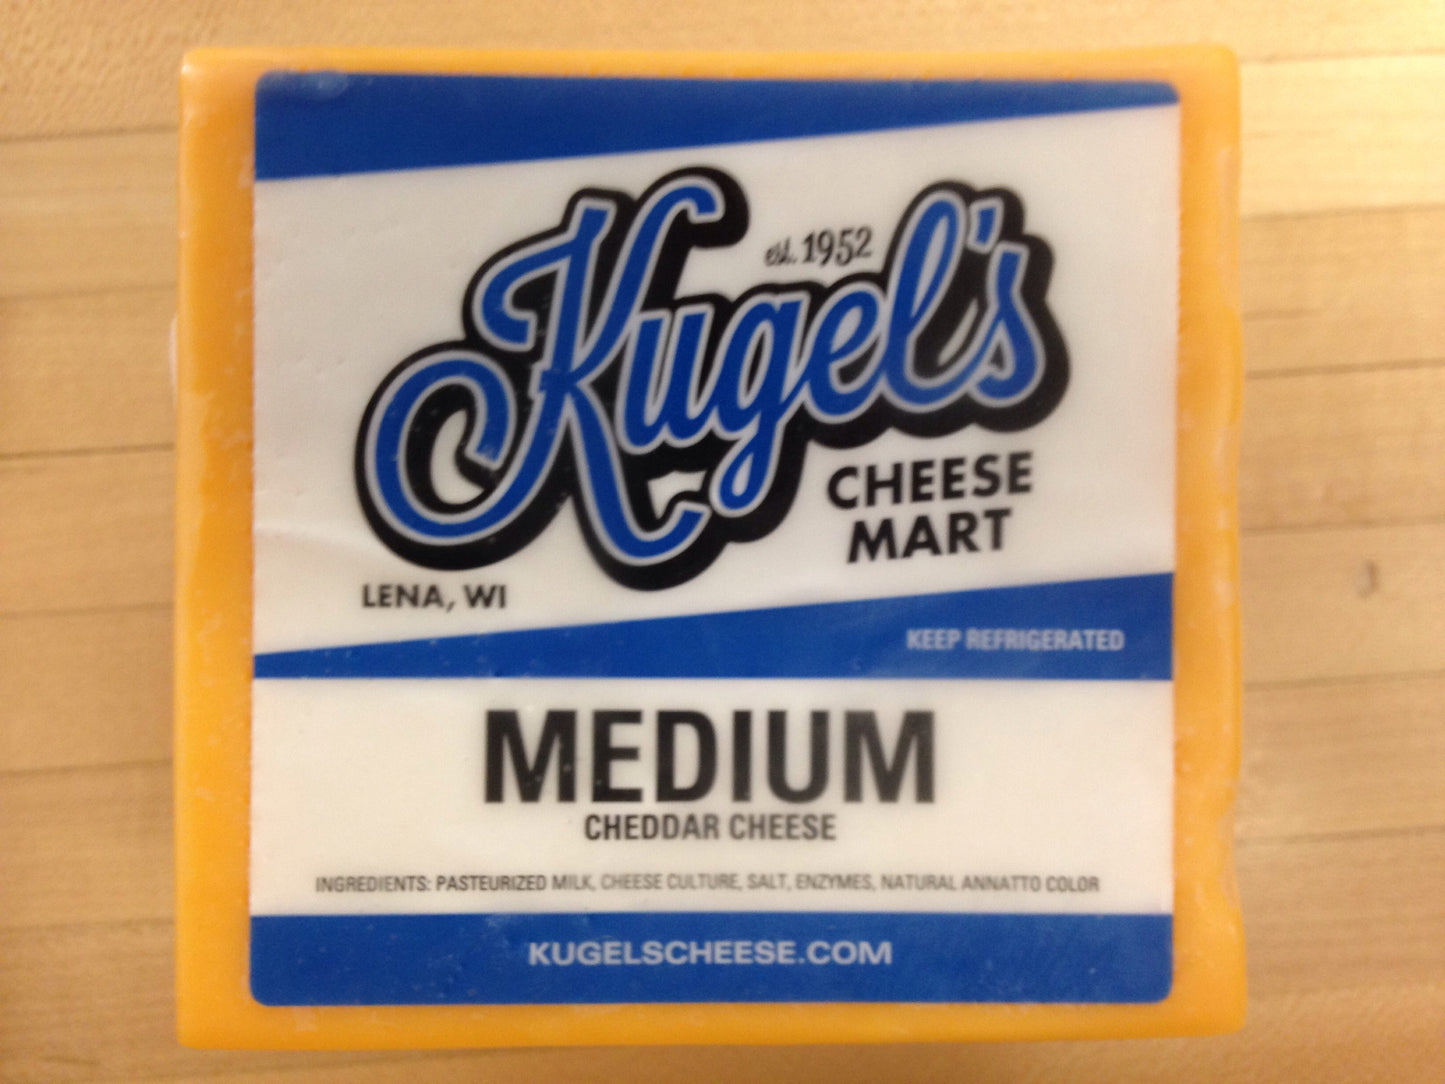 est. 1952
Kugel's
CHEESE
MART
LENA, WI
KEEP REFRIGERATED
MEDIUM
CHEDDAR CHEESE
INGREDIENTS: PASTEURIZED MILK, CHEESE CULTURE, SALT, ENZYMES, NATURAL ANNATTO COLOR
KUGELSCHEESE.COM